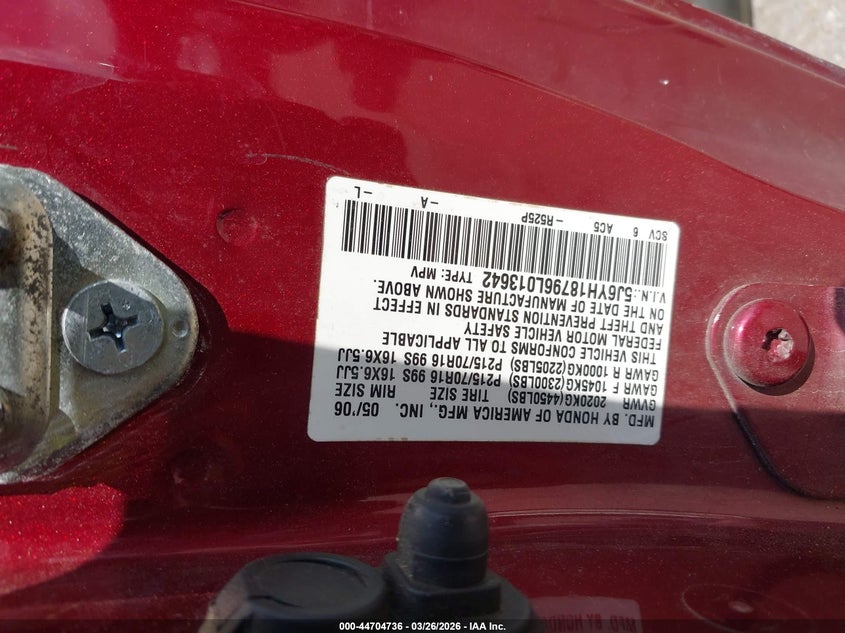 MFD. BY HONDA OF AMERICA MFG., INC. 05/'06
GVWR TIRE SIZE RIM SIZE
2020KG(4450LBS)
GAWR F 1045KG(2300LBS) P215/70R16 99S 16X6.5JJ
GAWR R 1000KG(2205LBS) P215/70R16 99S 16X6.5JJ
THIS VEHICLE CONFORMS TO ALL APPLICABLE
FEDERAL MOTOR VEHICLE SAFETY
AND THEFT PREVENTION STANDARDS IN EFFECT
ON THE DATE OF MANUFACTURE SHOWN ABOVE.
V.I.N.:5J6YH18796L013642 TYPE: MPV
SCV 6 AC5 -R525P -A -L
MFD. BY HONDA
000-44704736 / 03/26/2026 - IAA Inc.